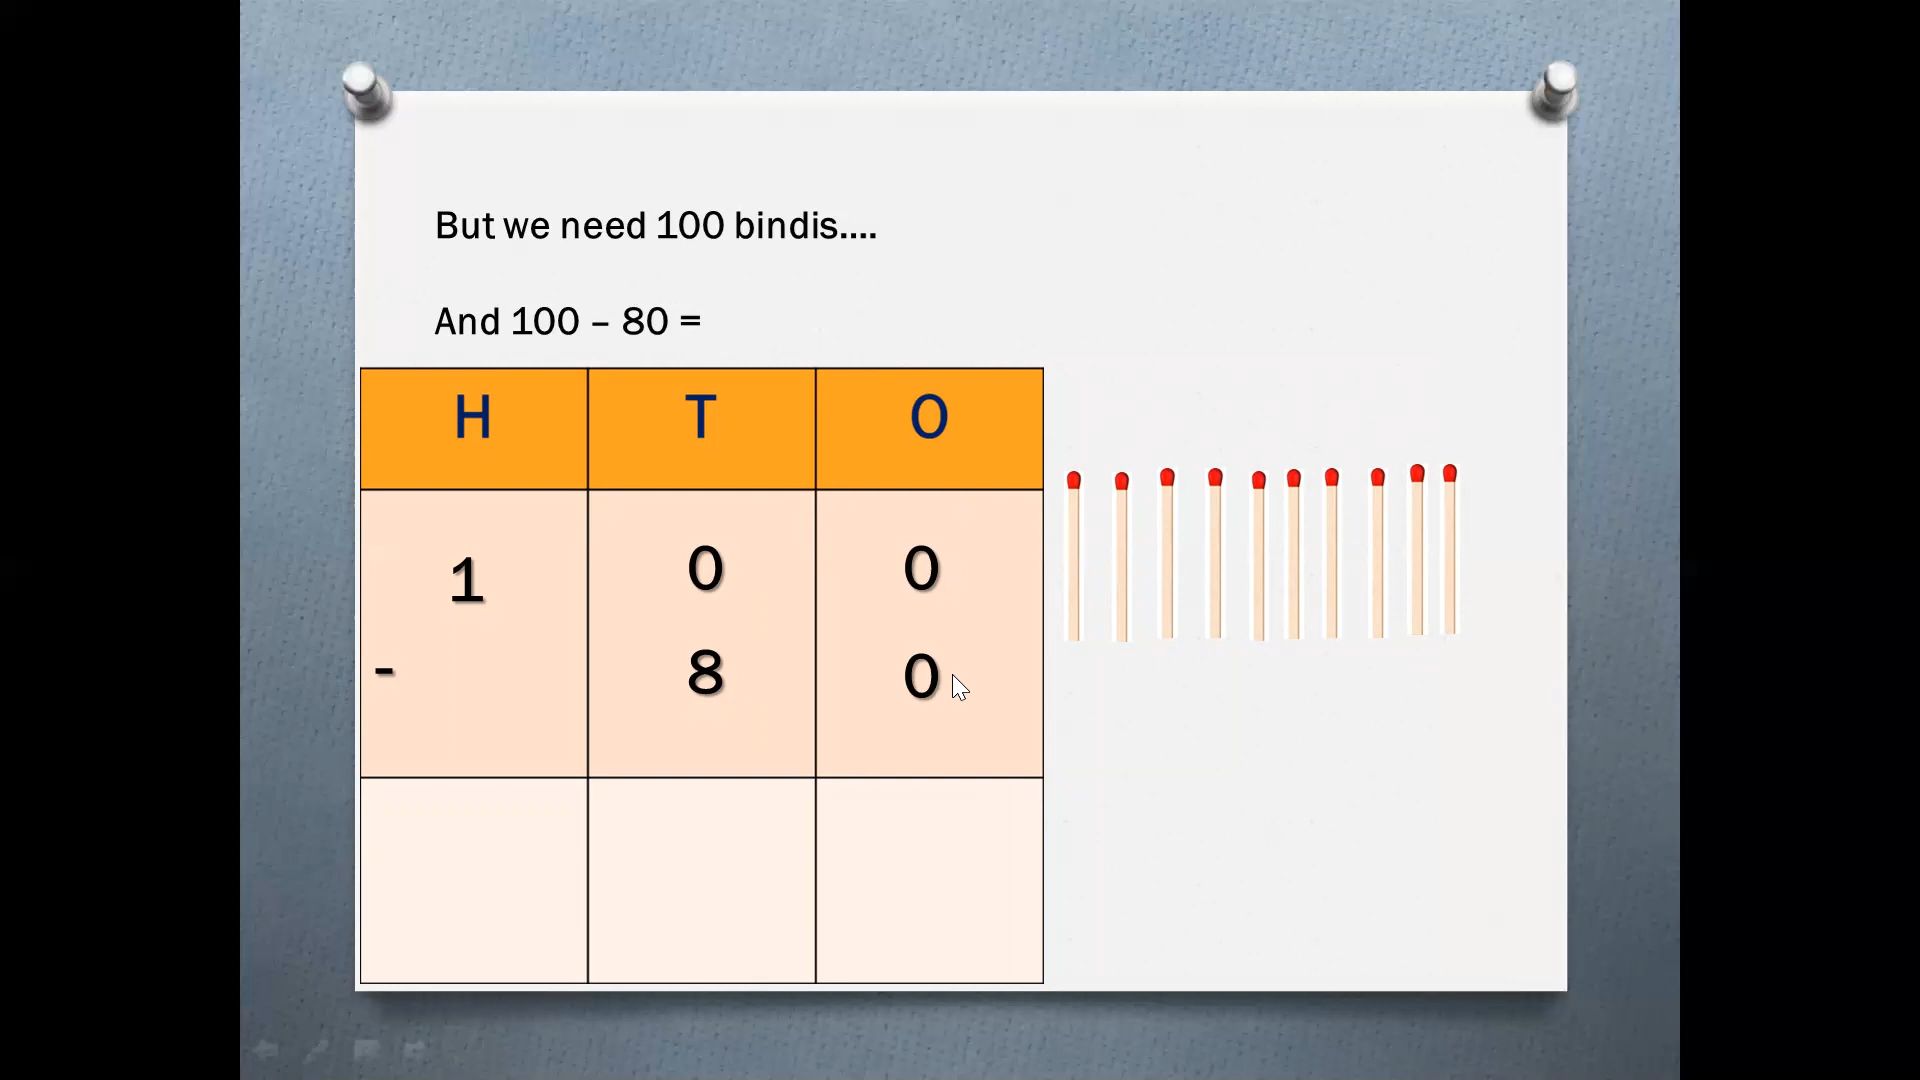 But we need 100 bindis....
And 100 – 80 =
H T O
1 0 0
- 8 0